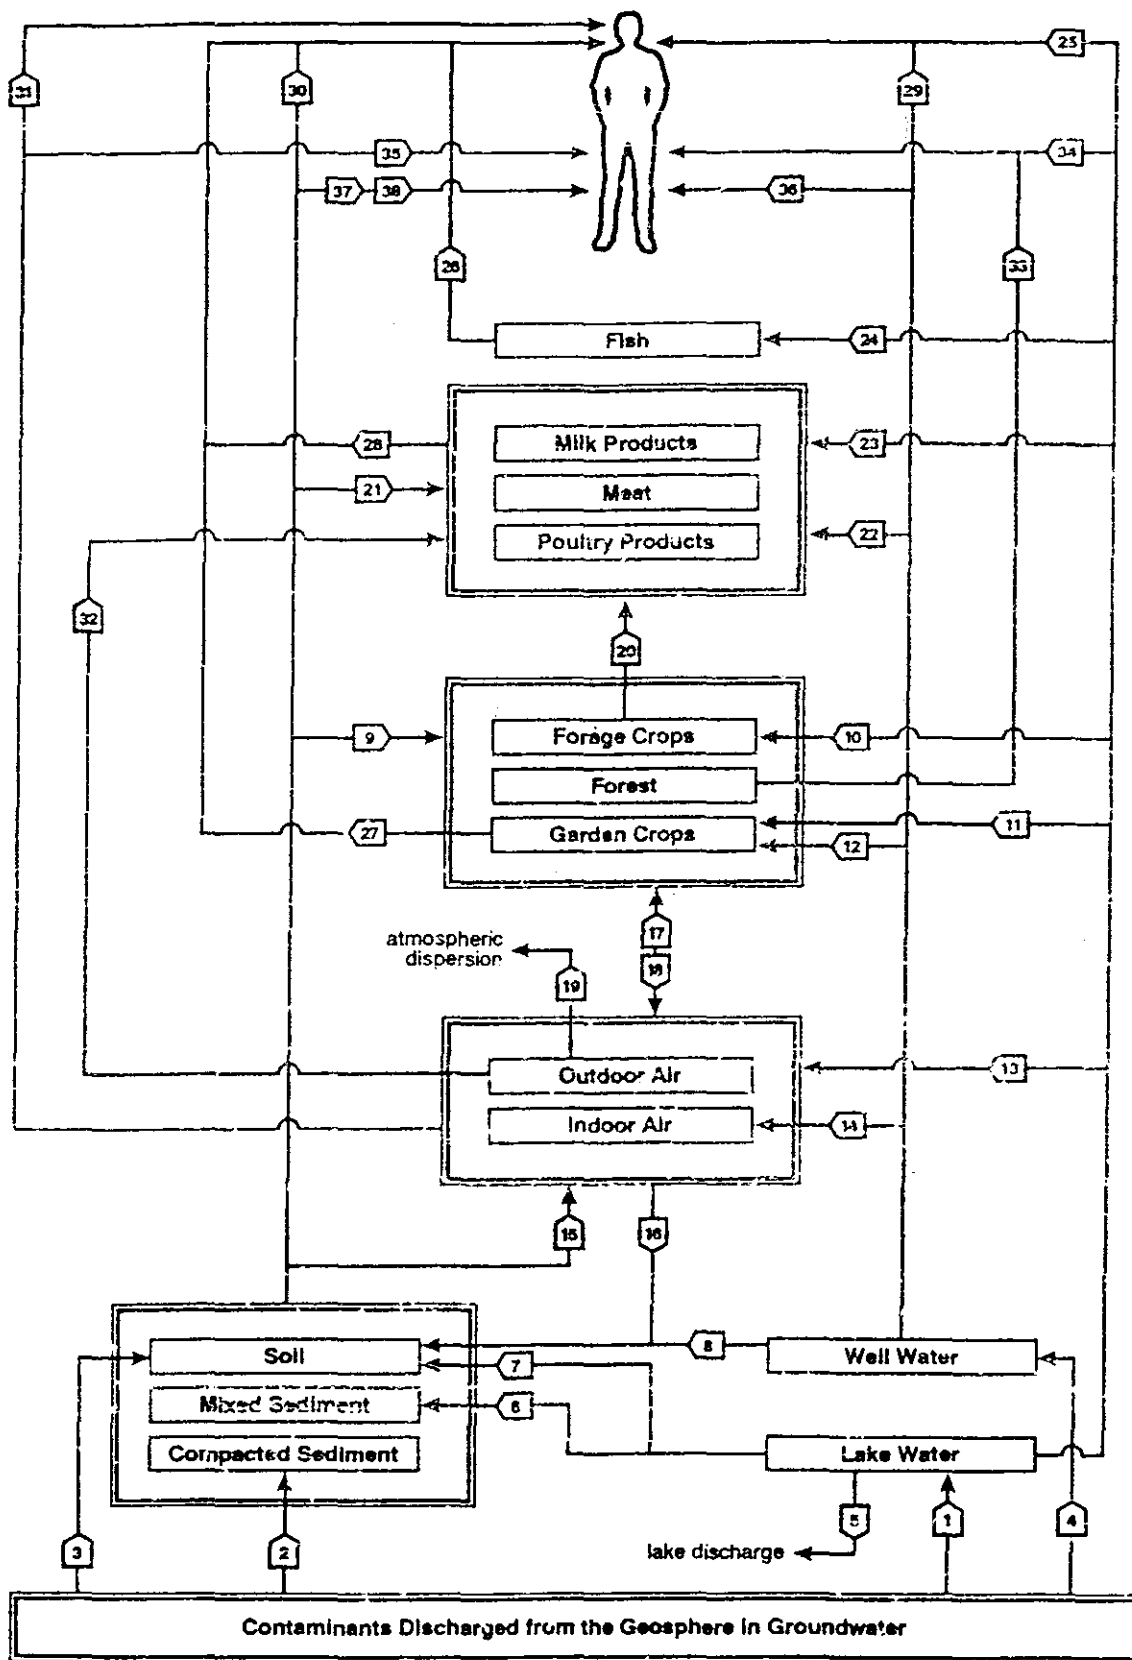 25
31
30
29
35
34
37
38
36
26
33
Fish
24
Milk Products
28
23
Meat
21
Poultry Products
22
32
20
Forage Crops
9
10
Forest
Garden Crops
27
11
12
17
atmospheric
dispersion
18
19
Outdoor Air
13
Indoor Air
14
15
16
Soil
8
Well Water
7
Mixed Sediment
6
Compacted Sediment
Lake Water
3
2
5
1
4
lake discharge
Contaminants Discharged from the Geosphere in Groundwater